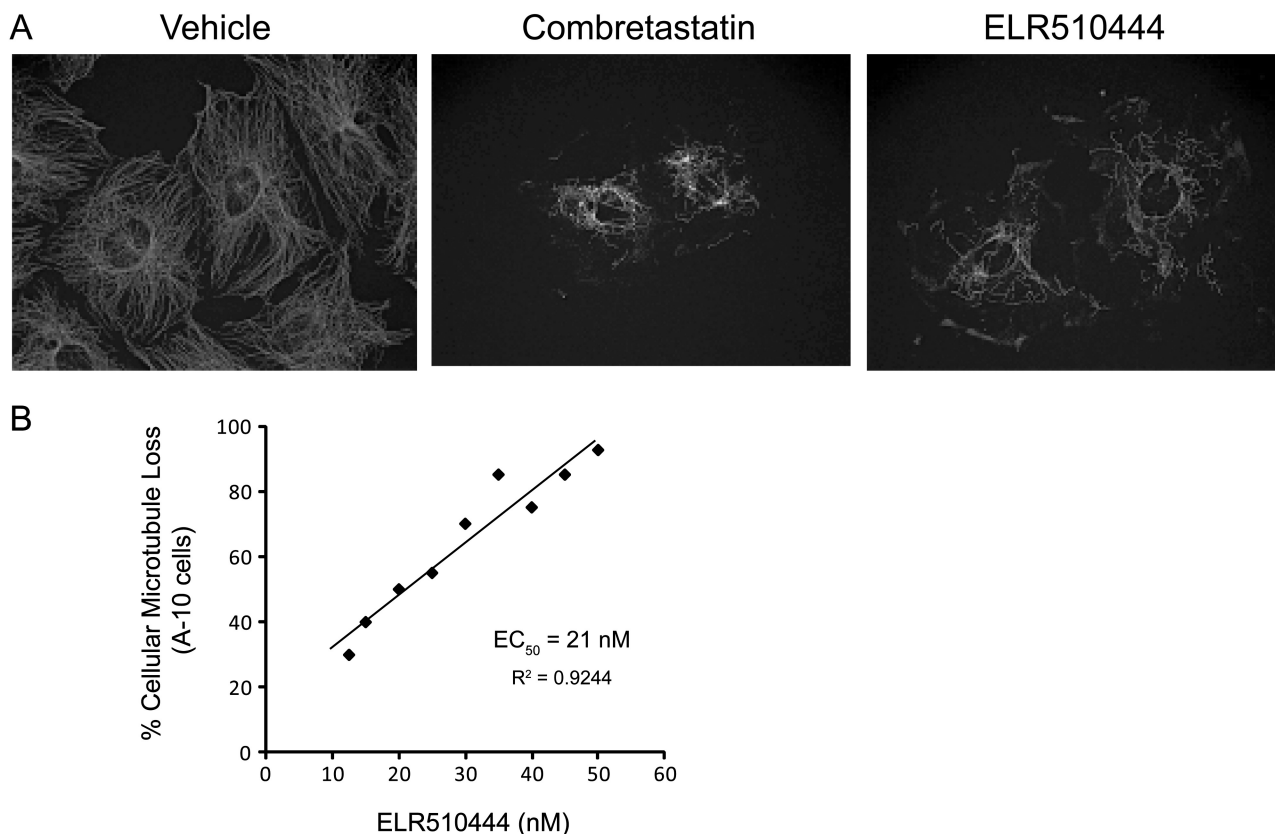 A
Vehicle
Combretastatin
ELR510444
B
% Cellular Microtubule Loss
(A-10 cells)
100
80
60
40
20
0
EC50 = 21 nM
R2 = 0.9244
0 10 20 30 40 50 60
ELR510444 (nM)